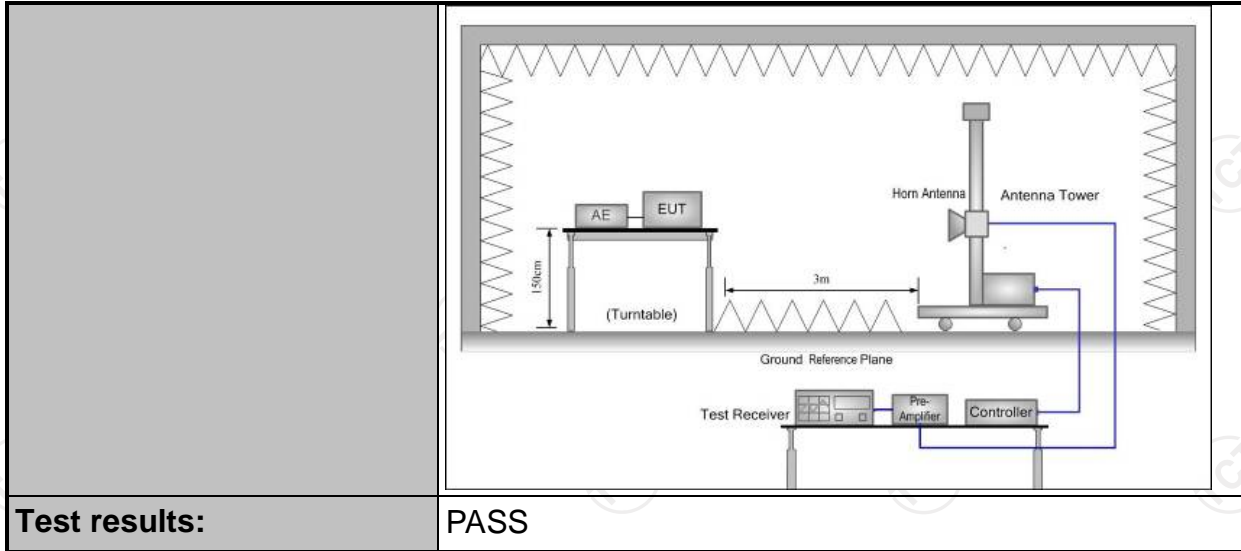 Horn Antenna
Antenna Tower
AE
EUT
150cm
3m
(Turntable)
Ground Reference Plane
Test Receiver
Pre-
Amplifier
Controller
Test results:
PASS